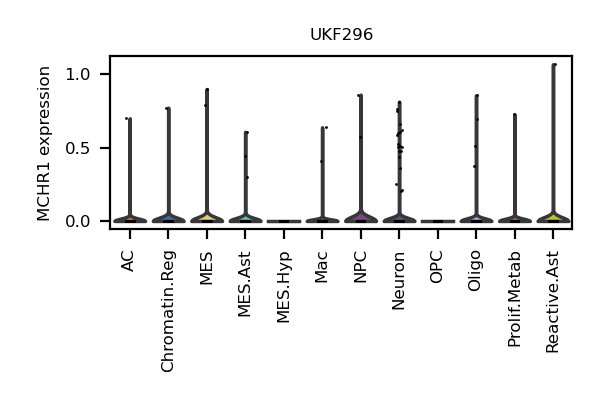 UKF296
MCHR1 expression
1.0
0.5
0.0
AC
Chromatin.Reg
MES
MES.Ast
MES.Hyp
Mac
NPC
Neuron
OPC
Oligo
Prolif.Metab
Reactive.Ast